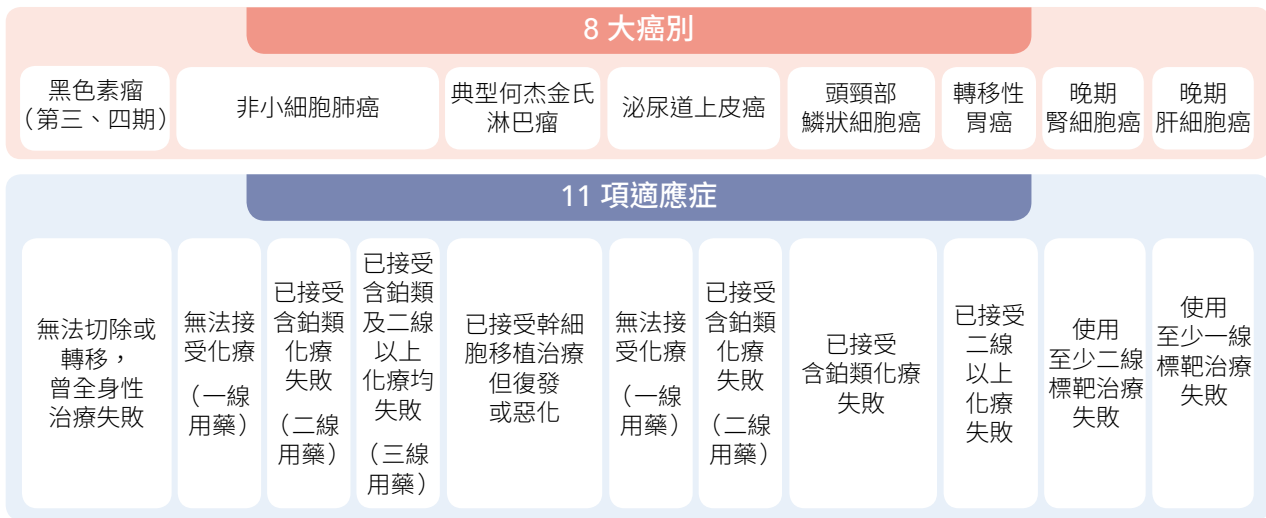 8 大癌別
黑色素瘤
（第三、四期）
非小細胞肺癌
典型何杰金氏
淋巴瘤
泌尿道上皮癌
頭頸部
鱗狀細胞癌
轉移性
胃癌
晚期
腎細胞癌
晚期
肝細胞癌
11 項適應症
無法切除或
轉移，
曾全身性
治療失敗
無法接
受化療
（一線
用藥）
已接受
含鉑類
化療
失敗
（二線
用藥）
已接受
含鉑類
及二線
以上
化療均
失敗
（三線
用藥）
已接受幹細
胞移植治療
但復發
或惡化
無法接
受化療
（一線
用藥）
已接受
含鉑類
化療
失敗
（二線
用藥）
已接受
含鉑類化療
失敗
已接受
二線
以上
化療
失敗
使用
至少二線
標靶治療
失敗
使用
至少一線
標靶治療
失敗